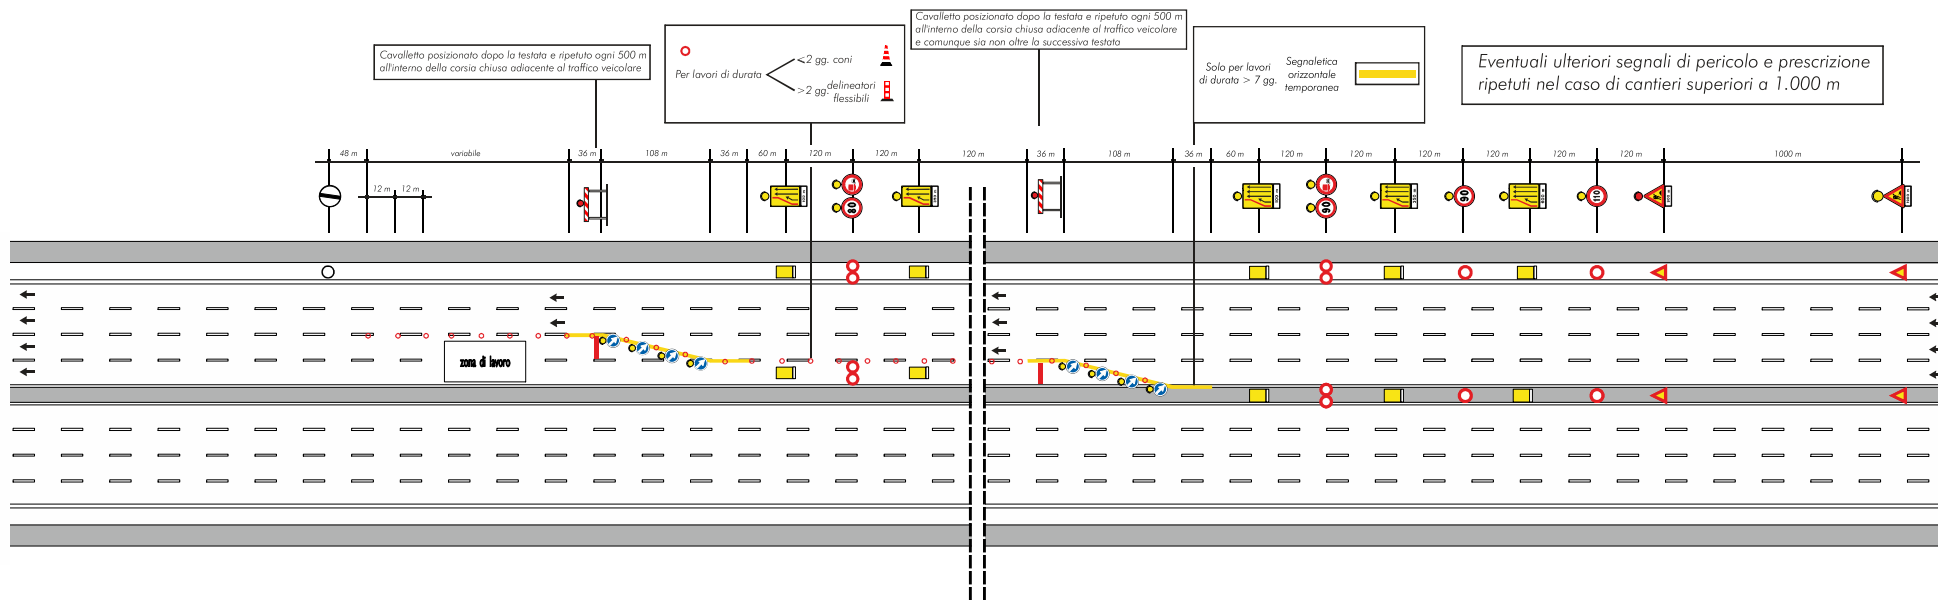 Cavalletto posizionato dopo la testata e ripetuto ogni 500 m
all'interno della corsia chiusa adiacente al traffico veicolare
Per lavori di durata
<2 gg. coni
>2 gg. delineatori
flessibili
Cavalletto posizionato dopo la testata e ripetuto ogni 500 m
all'interno della corsia chiusa adiacente al traffico veicolare
e comunque sia non oltre la successiva testata
Solo per lavori
di durata > 7 gg.
Segnaletica
orizzontale
temporanea
Eventuali ulteriori segnali di pericolo e prescrizione
ripetuti nel caso di cantieri superiori a 1.000 m
48 m variabile 36 m 108 m 36 m 60 m 120 m 120 m 120 m 36 m 108 m 36 m 60 m 120 m 120 m 120 m 120 m 120 m 120 m 1000 m
12 m 12 m
80
90
90
110
zona di lavoro